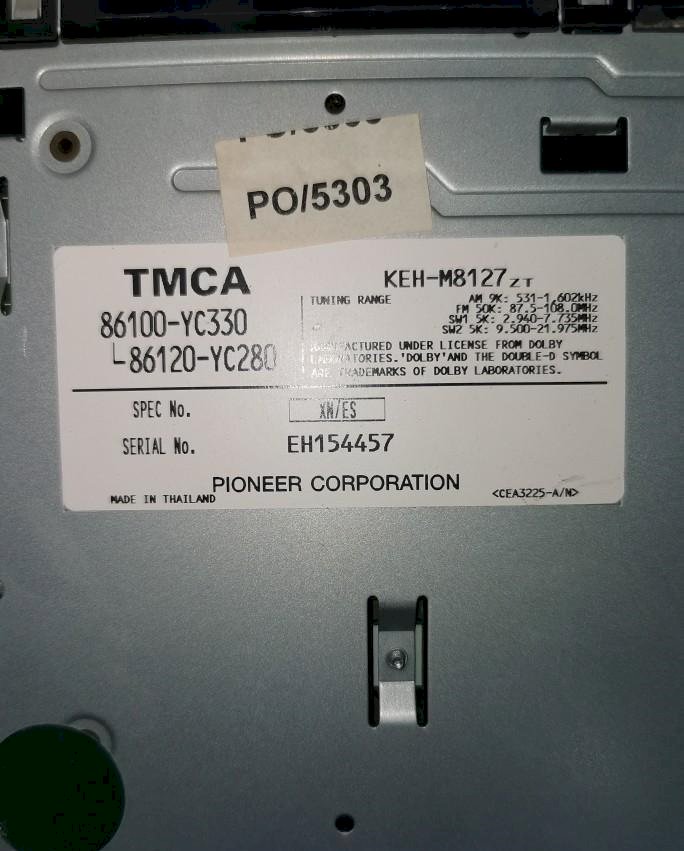 PO/5303
TMCA
KEH-M8127ZT
86100-YC330
└86120-YC280
TUNING RANGE
AM 9K: 531-1,602kHz
FM 50K: 87.5-108.0MHz
SW1 5K: 2.940-7.735MHz
SW2 5K: 9.500-21.975MHz
MANUFACTURED UNDER LICENSE FROM DOLBY
LABORATORIES.'DOLBY'AND THE DOUBLE-D SYMBOL
ARE TRADEMARKS OF DOLBY LABORATORIES.
SPEC No. XN/ES
SERIAL No. EH154457
PIONEER CORPORATION
MADE IN THAILAND
<CEA3225-A/N>